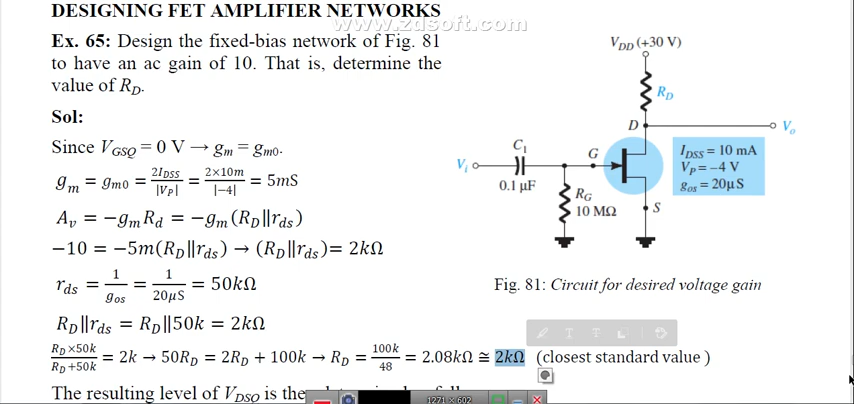 DESIGNING FET AMPLIFIER NETWORKS
www.zdsoft.com
Ex. 65: Design the fixed-bias network of Fig. 81
to have an ac gain of 10. That is, determine the
value of R_D.
Sol:
Since V_GSQ = 0 V → g_m = g_m0.
g_m = g_m0 = 2I_DSS/|V_P| = 2×10m/|−4| = 5mS
A_v = −g_m R_d = −g_m (R_D||r_ds)
−10 = −5m(R_D||r_ds) → (R_D||r_ds)= 2kΩ
r_ds = 1/g_os = 1/20μS = 50kΩ
R_D||r_ds = R_D||50k = 2kΩ
R_D×50k/R_D+50k = 2k → 50R_D = 2R_D + 100k → R_D = 100k/48 = 2.08kΩ ≅ 2kΩ (closest standard value )
The resulting level of V_DSQ is the
V_DD (+30 V)
R_D
D
V_o
C_1
G
V_i
0.1 μF
R_G
10 MΩ
S
I_DSS = 10 mA
V_P = −4 V
g_os = 20μS
Fig. 81: Circuit for desired voltage gain
1271 x 602